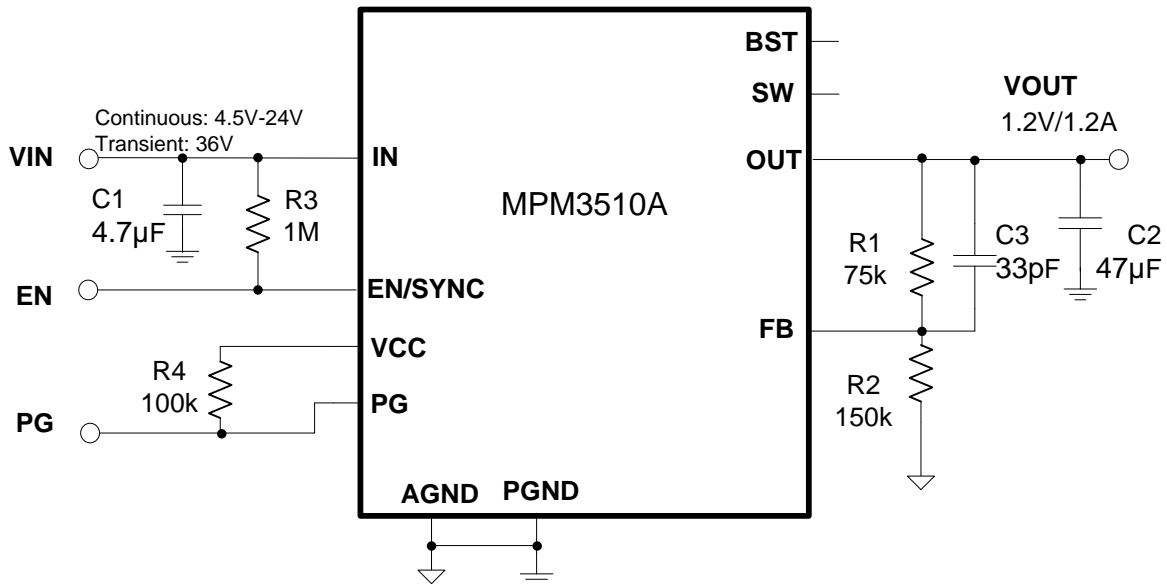 BST
SW
VOUT
1.2V/1.2A
Continuous: 4.5V-24V
Transient: 36V
VIN
IN
OUT
C1
4.7µF
R3
1M
MPM3510A
R1
75k
C3
33pF
C2
47µF
EN
EN/SYNC
FB
VCC
R4
100k
PG
PG
R2
150k
AGND
PGND